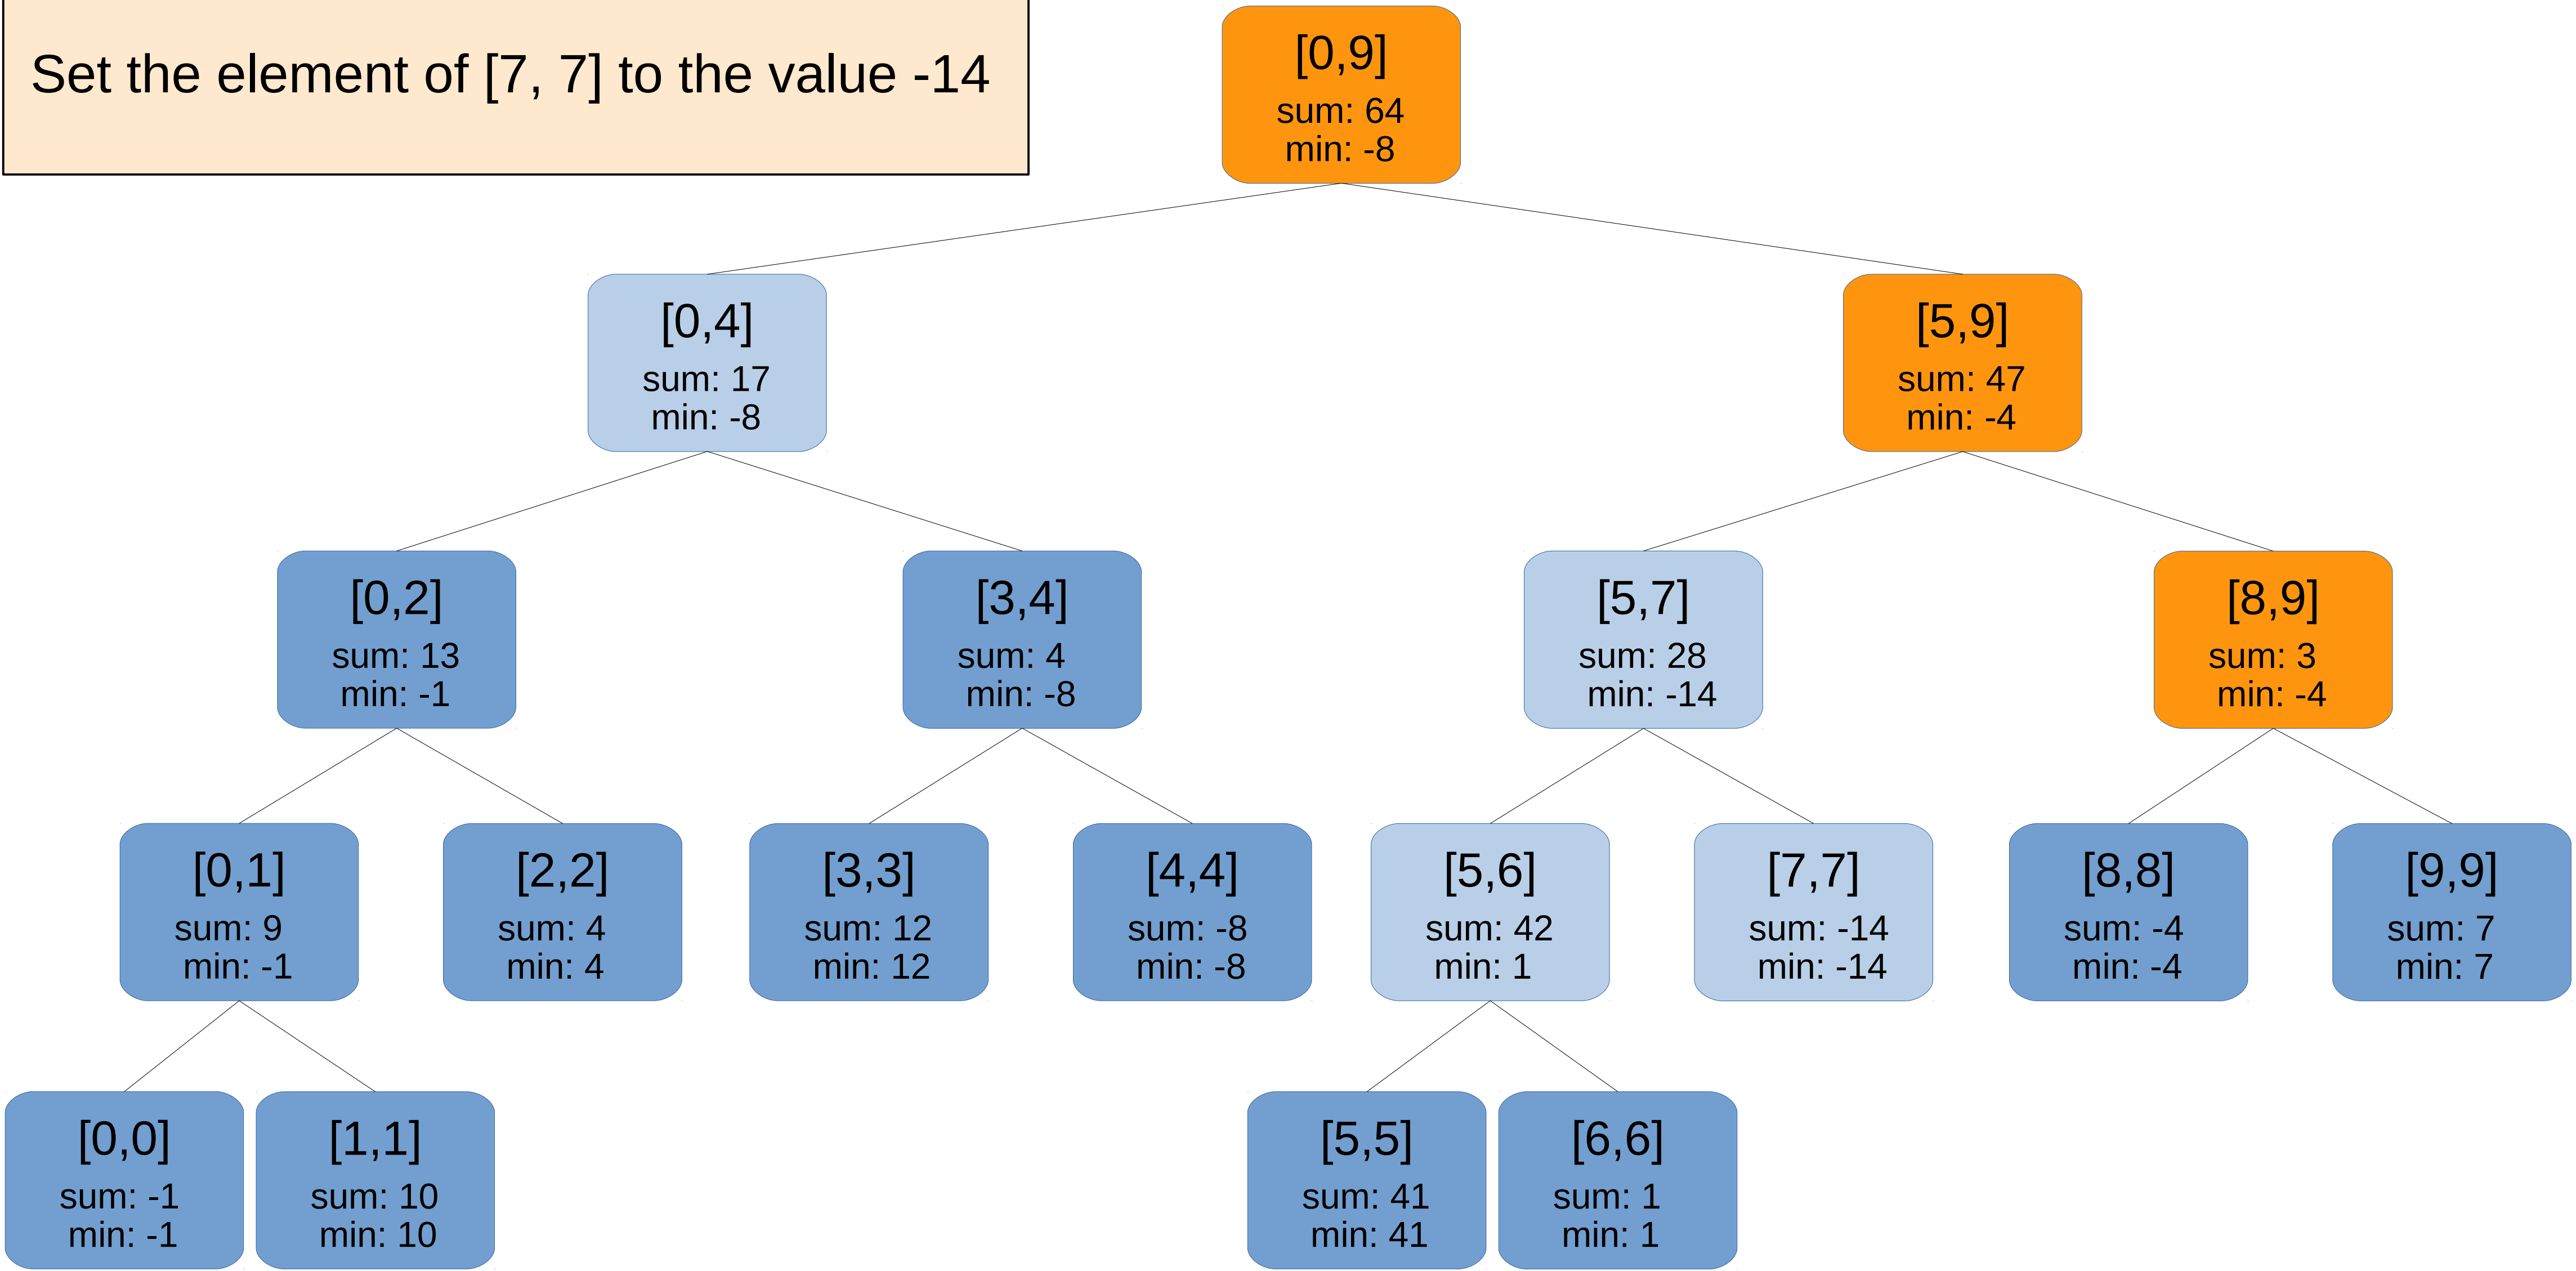 Set the element of [7, 7] to the value -14
[0,9]
sum: 64
min: -8
[0,4]
sum: 17
min: -8
[5,9]
sum: 47
min: -4
[0,2]
sum: 13
min: -1
[3,4]
sum: 4
min: -8
[5,7]
sum: 28
min: -14
[8,9]
sum: 3
min: -4
[0,1]
sum: 9
min: -1
[2,2]
sum: 4
min: 4
[3,3]
sum: 12
min: 12
[4,4]
sum: -8
min: -8
[5,6]
sum: 42
min: 1
[7,7]
sum: -14
min: -14
[8,8]
sum: -4
min: -4
[9,9]
sum: 7
min: 7
[0,0]
sum: -1
min: -1
[1,1]
sum: 10
min: 10
[5,5]
sum: 41
min: 41
[6,6]
sum: 1
min: 1